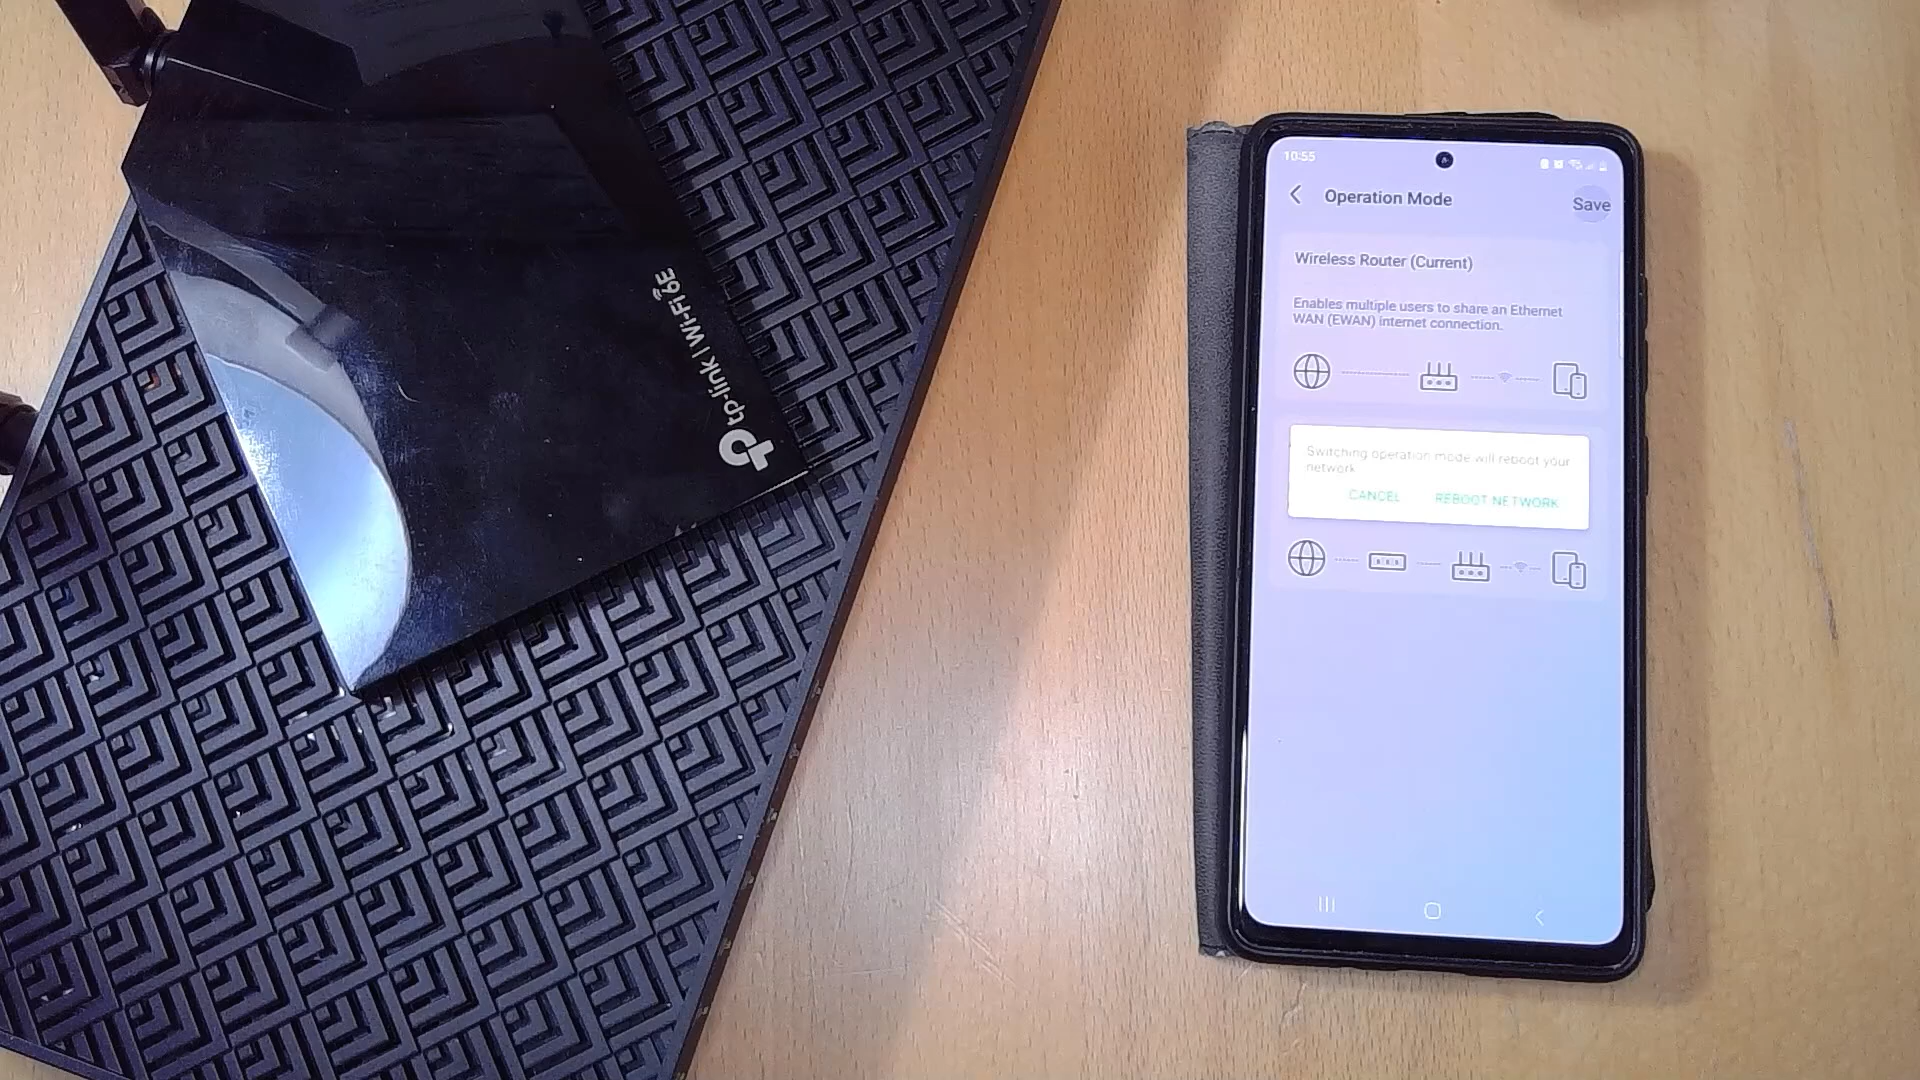 tp-link | Wi-Fi 6E
10:55
Operation Mode
Save
Wireless Router (Current)
Enables multiple users to share an Ethernet
WAN (EWAN) internet connection.
Switching operation mode will reboot your
network
CANCEL REBOOT NETWORK